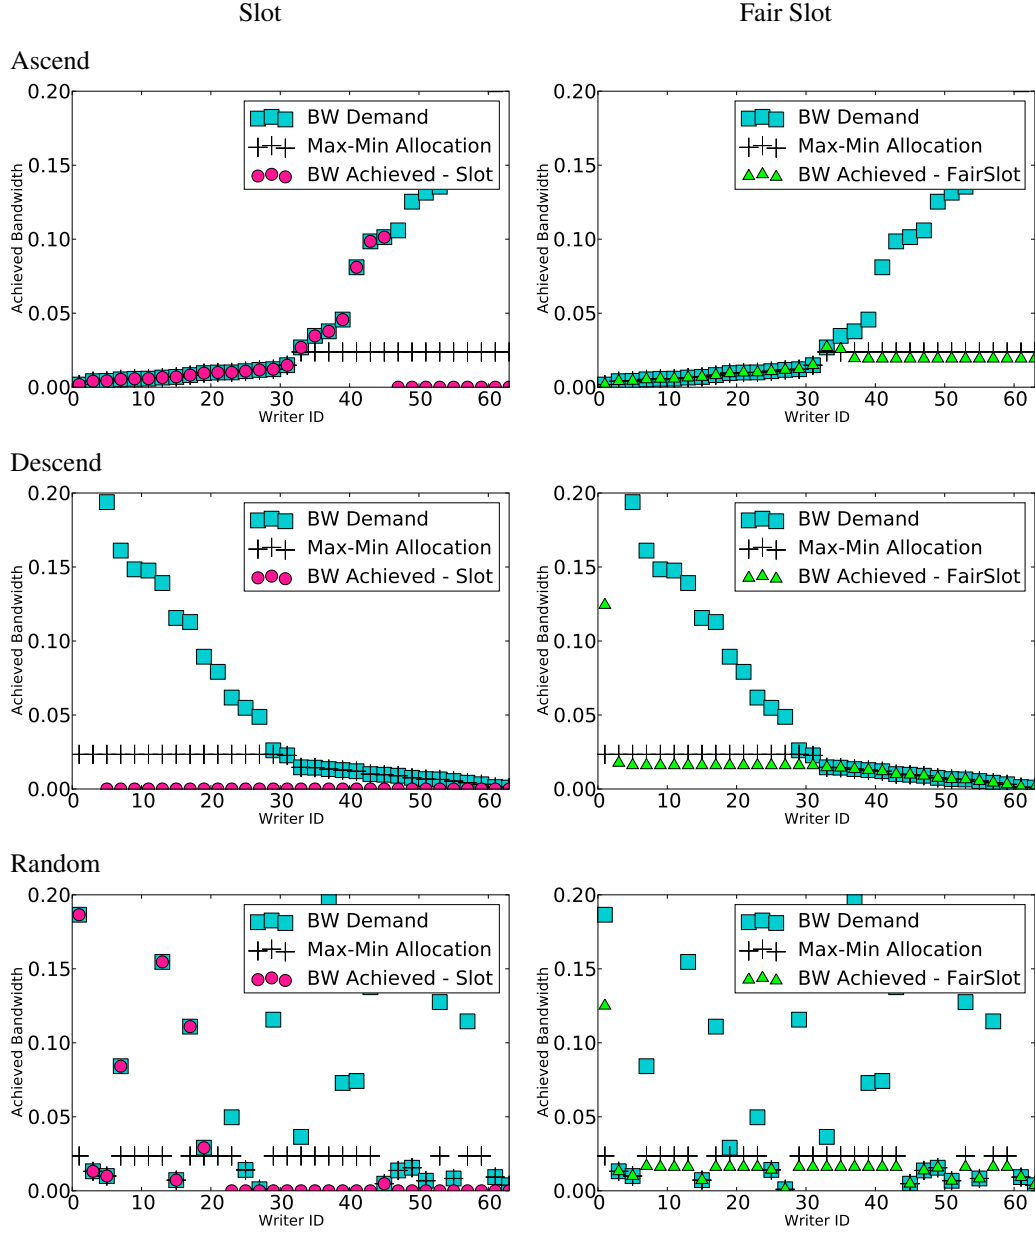 Slot
Fair Slot
Ascend
0.20
0.15
0.10
0.05
0.00
0 10 20 30 40 50 60
Achieved Bandwidth
Writer ID
BW Demand
Max-Min Allocation
BW Achieved - Slot
0.20
0.15
0.10
0.05
0.00
0 10 20 30 40 50 60
Achieved Bandwidth
Writer ID
BW Demand
Max-Min Allocation
BW Achieved - FairSlot
Descend
0.20
0.15
0.10
0.05
0.00
0 10 20 30 40 50 60
Achieved Bandwidth
Writer ID
BW Demand
Max-Min Allocation
BW Achieved - Slot
0.20
0.15
0.10
0.05
0.00
0 10 20 30 40 50 60
Achieved Bandwidth
Writer ID
BW Demand
Max-Min Allocation
BW Achieved - FairSlot
Random
0.20
0.15
0.10
0.05
0.00
0 10 20 30 40 50 60
Achieved Bandwidth
Writer ID
BW Demand
Max-Min Allocation
BW Achieved - Slot
0.20
0.15
0.10
0.05
0.00
0 10 20 30 40 50 60
Achieved Bandwidth
Writer ID
BW Demand
Max-Min Allocation
BW Achieved - FairSlot